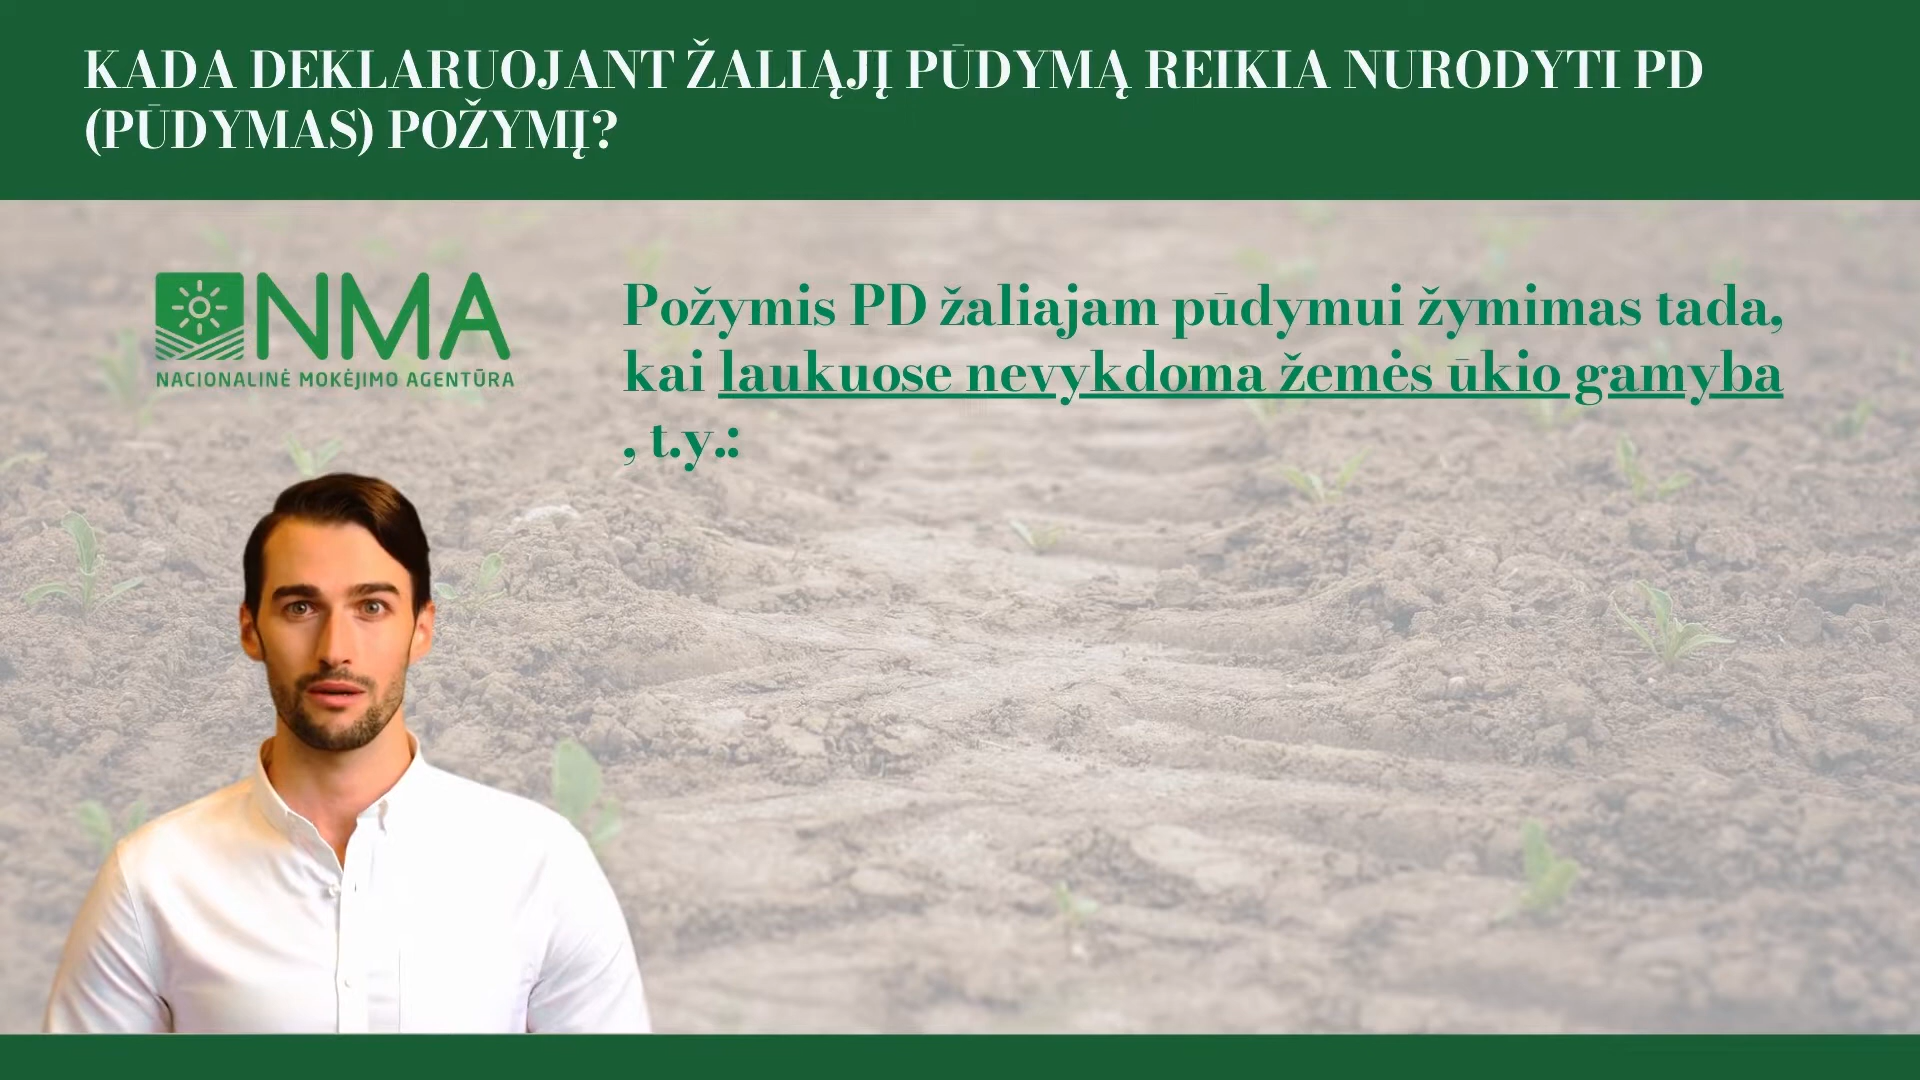 KADA DEKLARUOJANT ŽALIĄJĮ PŪDYMĄ REIKIA NURODYTI PD
(PŪDYMAS) POŽYMĮ?
NMA
NACIONALINĖ MOKĖJIMO AGENTŪRA
Požymis PD žaliajam pūdymui žymimas tada,
kai laukuose nevykdoma žemės ūkio gamyba
, t.y.: